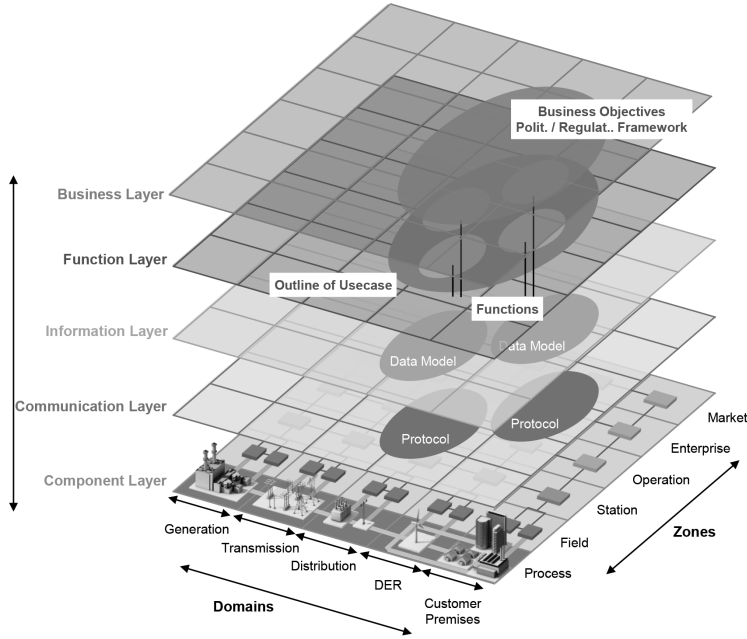 Business Objectives
Polit. / Regulat.. Framework
Business Layer
Function Layer
Outline of Usecase
Functions
Information Layer
Data Model
Data Model
Communication Layer
Protocol
Protocol
Component Layer
Market
Enterprise
Operation
Station
Field
Process
Zones
Generation
Transmission
Distribution
DER
Customer
Premises
Domains